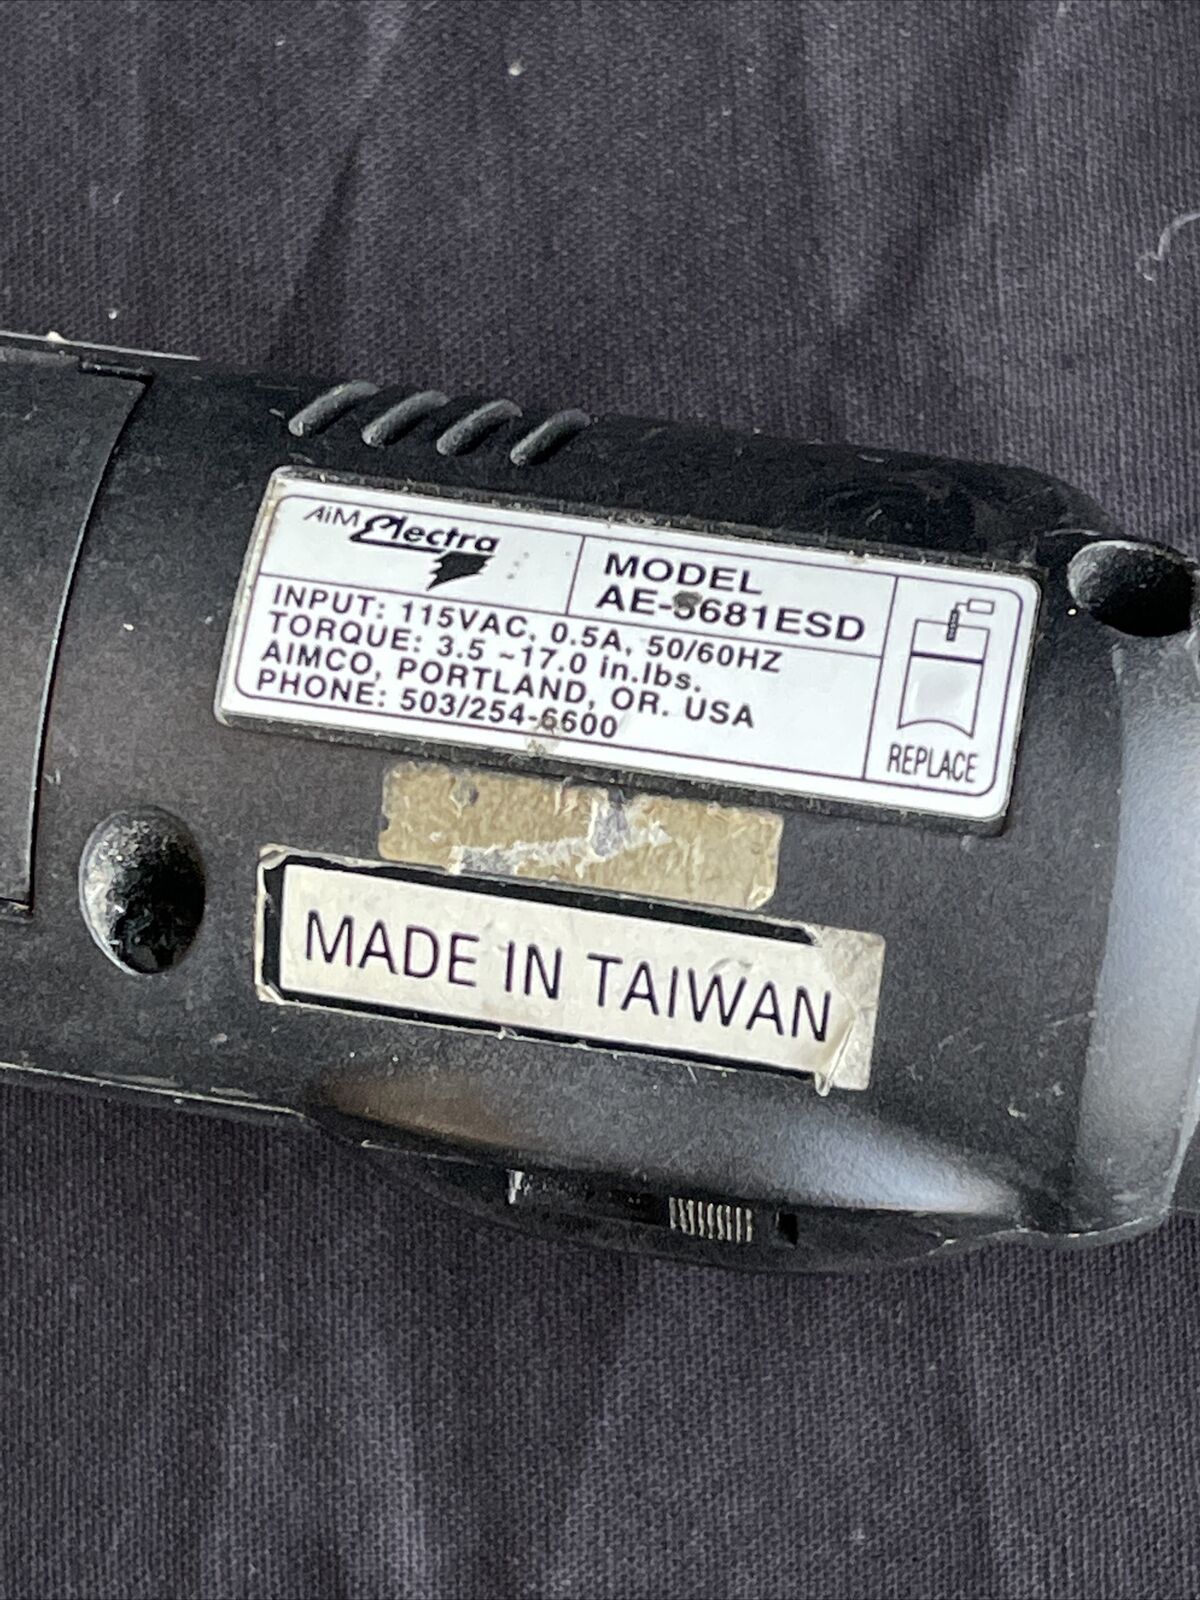 AiM Electra
MODEL
AE-5681ESD
INPUT: 115VAC, 0.5A, 50/60HZ
TORQUE: 3.5 ~17.0 in.lbs.
AIMCO, PORTLAND, OR. USA
PHONE: 503/254-6600
REPLACE
MADE IN TAIWAN